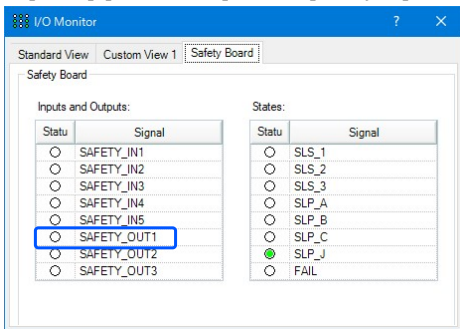 I/O Monitor ? ×
Standard View Custom View 1 Safety Board
Safety Board
Inputs and Outputs: States:
Statu Signal Statu Signal
SAFETY_IN1 SLS_1
SAFETY_IN2 SLS_2
SAFETY_IN3 SLS_3
SAFETY_IN4 SLP_A
SAFETY_IN5 SLP_B
SAFETY_OUT1 SLP_C
SAFETY_OUT2 SLP_J
SAFETY_OUT3 FAIL